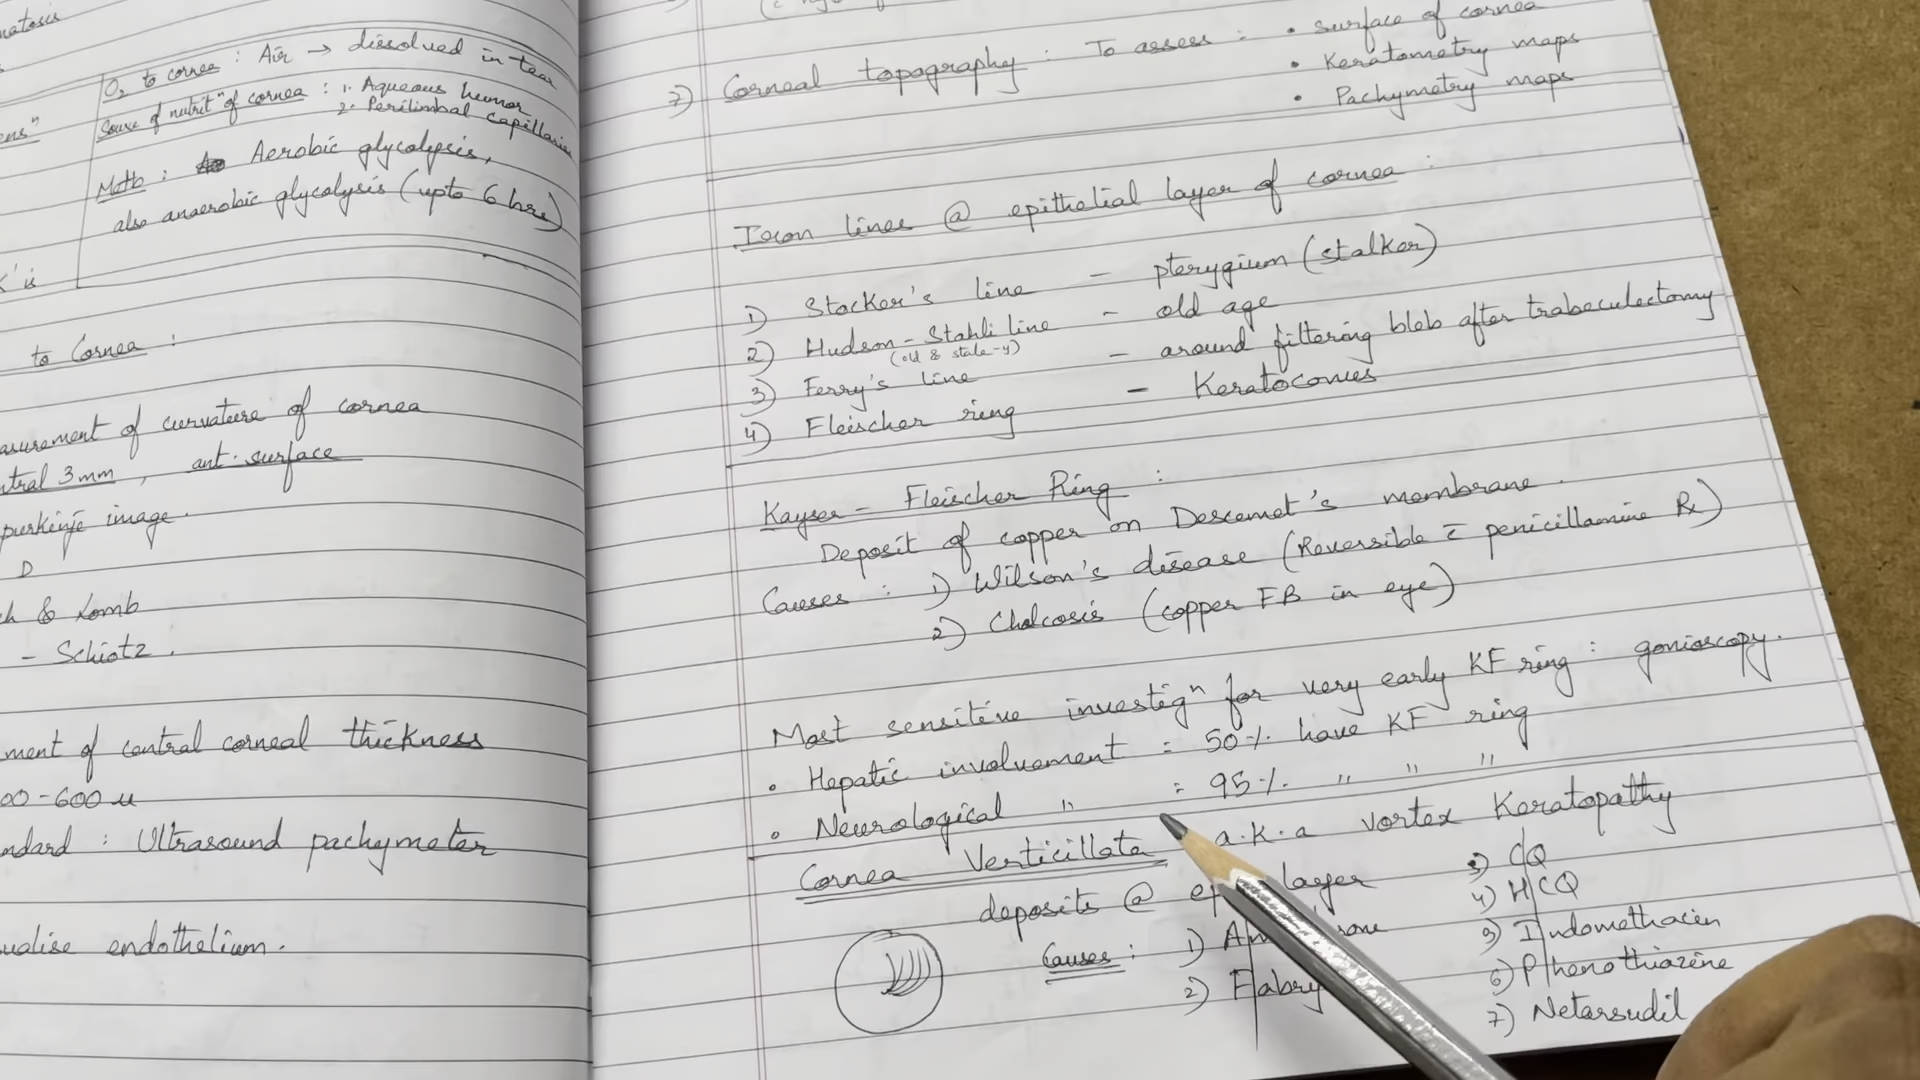 O₂ to cornea : Air → dissolved in tear
Source of nutritⁿ of cornea : 1. Aqueous humor
2. Perilimbal capillaries
Metb : Aerobic glycolysis,
also anaerobic glycolysis (upto 6 hrs)
to Cornea :
asurement of curvature of cornea
ntral 3mm, ant. surface
purkinje image.
D
ch & Lomb
- Schiotz.
ment of central corneal thickness
00-600 u
ndard : Ultrasound pachymeter
ualise endothelium.
7) Corneal topography : To assess : • surface of cornea
• Keratometry maps
• Pachymetry maps
Iron lines @ epithelial layer of cornea :
1) Stocker's line - pterygium (stalker)
2) Hudson - Stahli line - old age
(old & stale-y)
3) Ferry's line - around filtering bleb after trabeculectomy
4) Fleischer ring - Keratoconus
Kayser - Fleischer Ring :
Deposit of copper on Descemet's membrane.
Causes : 1) Wilson's disease (Reversible c̄ penicillamine Rx)
2) Chalcosis (copper FB in eye)
Most sensitive investigⁿ for very early KF ring : gonioscopy.
• Hepatic involvement : 50% have KF ring
• Neurological " : 95% " " "
Cornea Verticillata a.k.a vortex Keratopathy
deposits @ layer
Causes : 1)
2) Fabry
3) CQ
4) HCQ
5) Indomethacin
6) Phenothiazine
7) Netarsudil